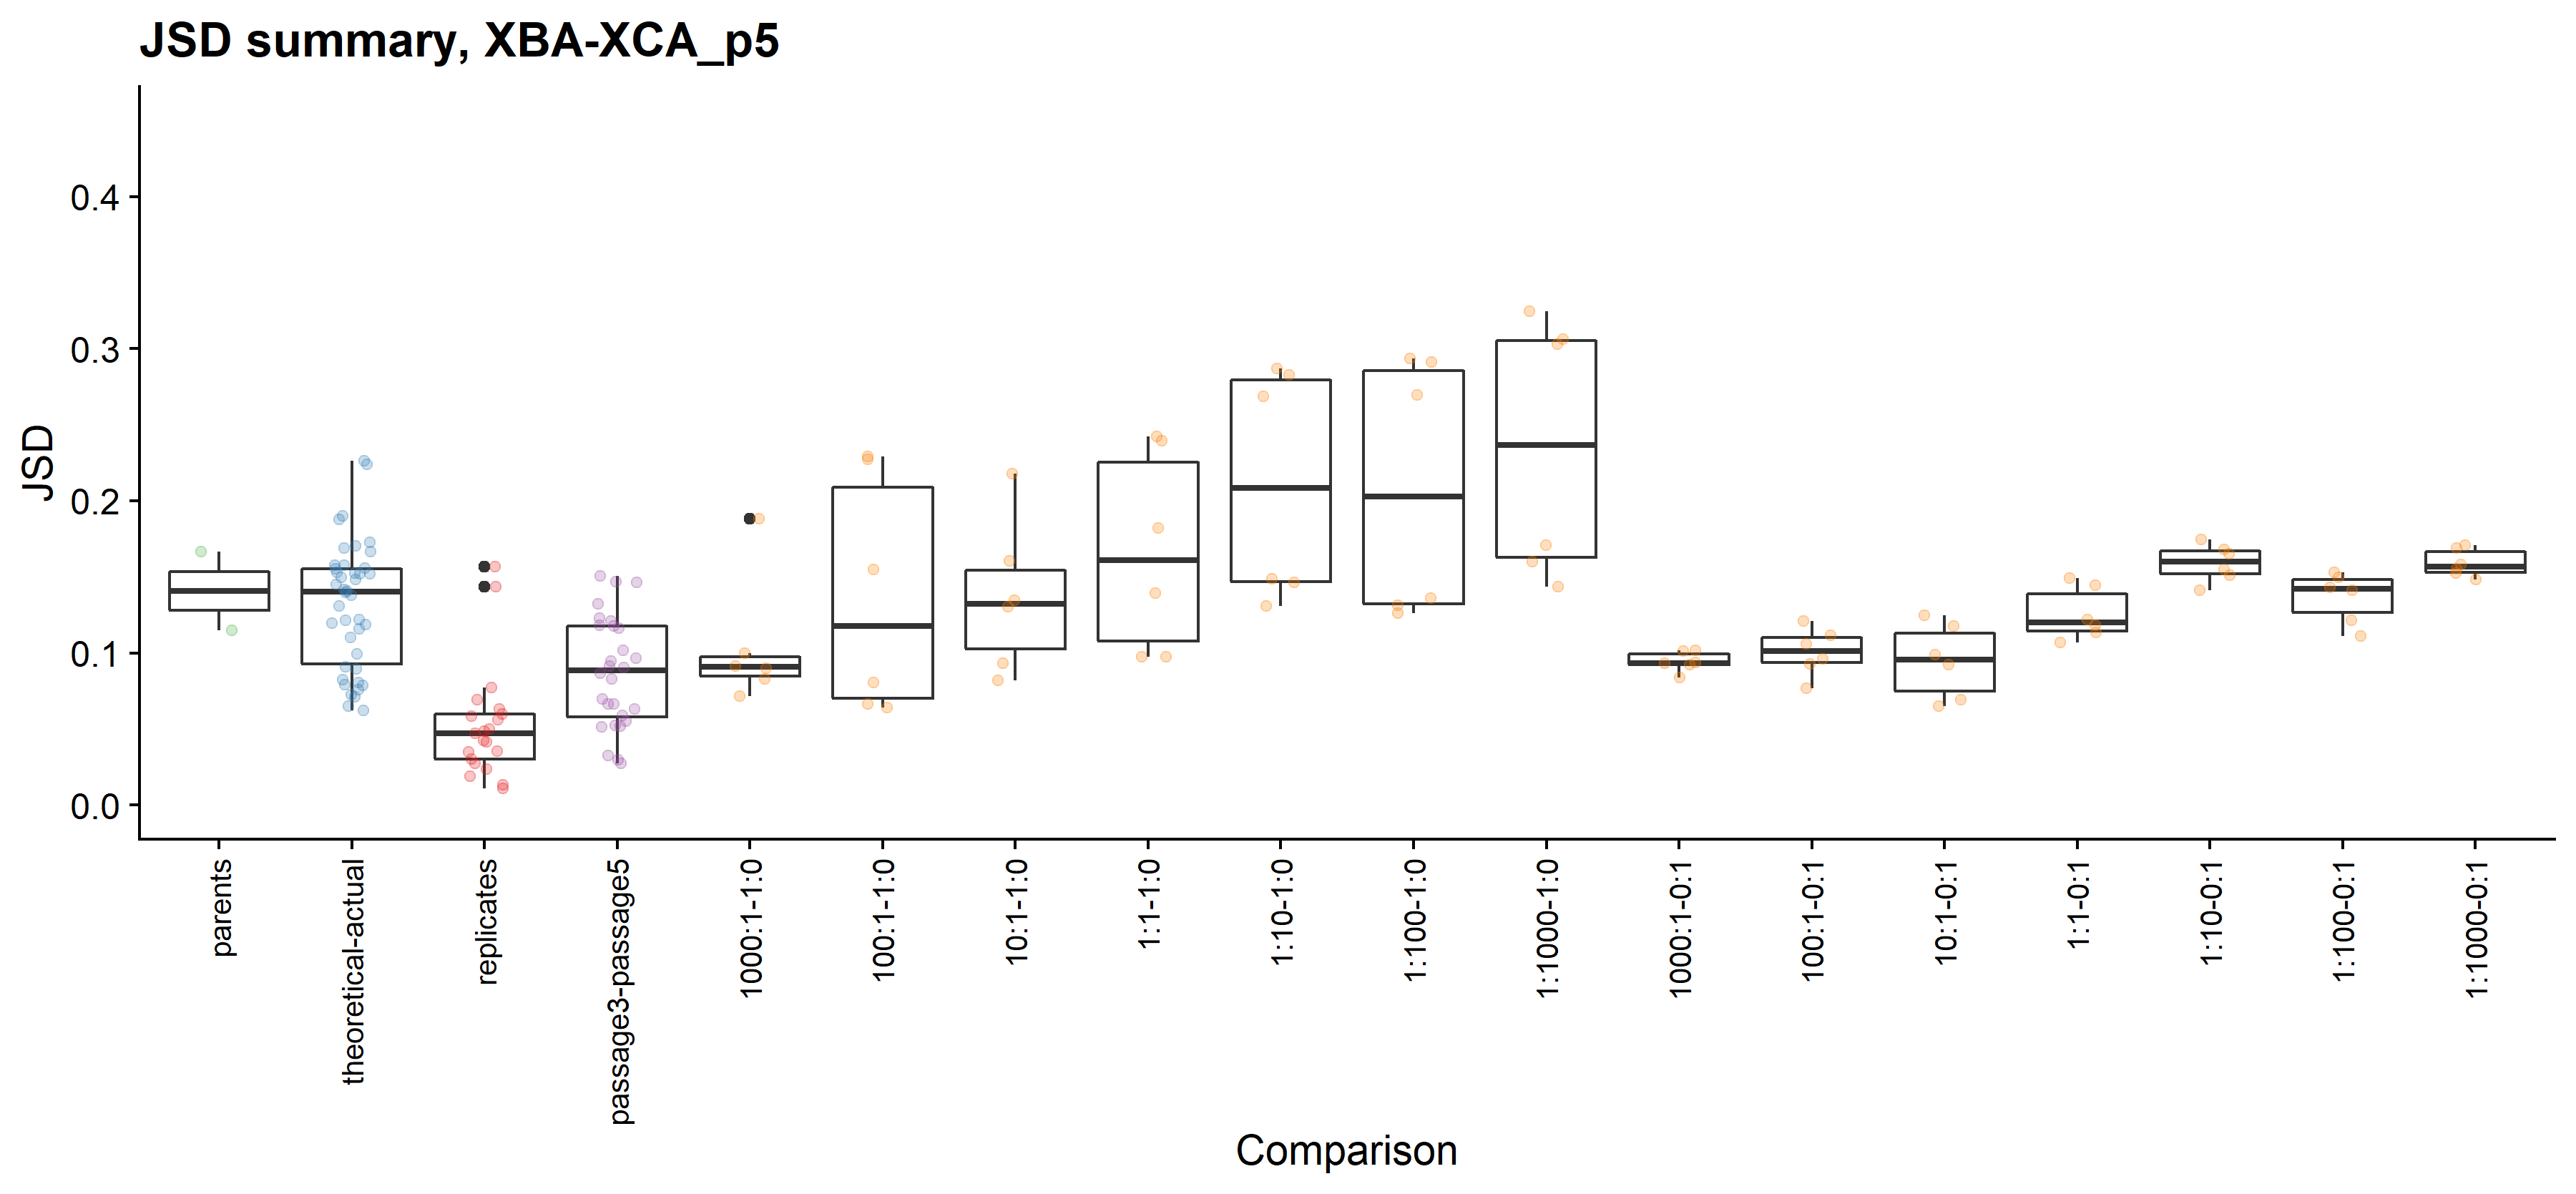 JSD summary, XBA-XCA_p5
JSD
0.4
0.3
0.2
0.1
0.0
parents
theoretical-actual
replicates
passage3-passage5
1000:1-1:0
100:1-1:0
10:1-1:0
1:1-1:0
1:10-1:0
1:100-1:0
1:1000-1:0
1000:1-0:1
100:1-0:1
10:1-0:1
1:1-0:1
1:10-0:1
1:100-0:1
1:1000-0:1
Comparison